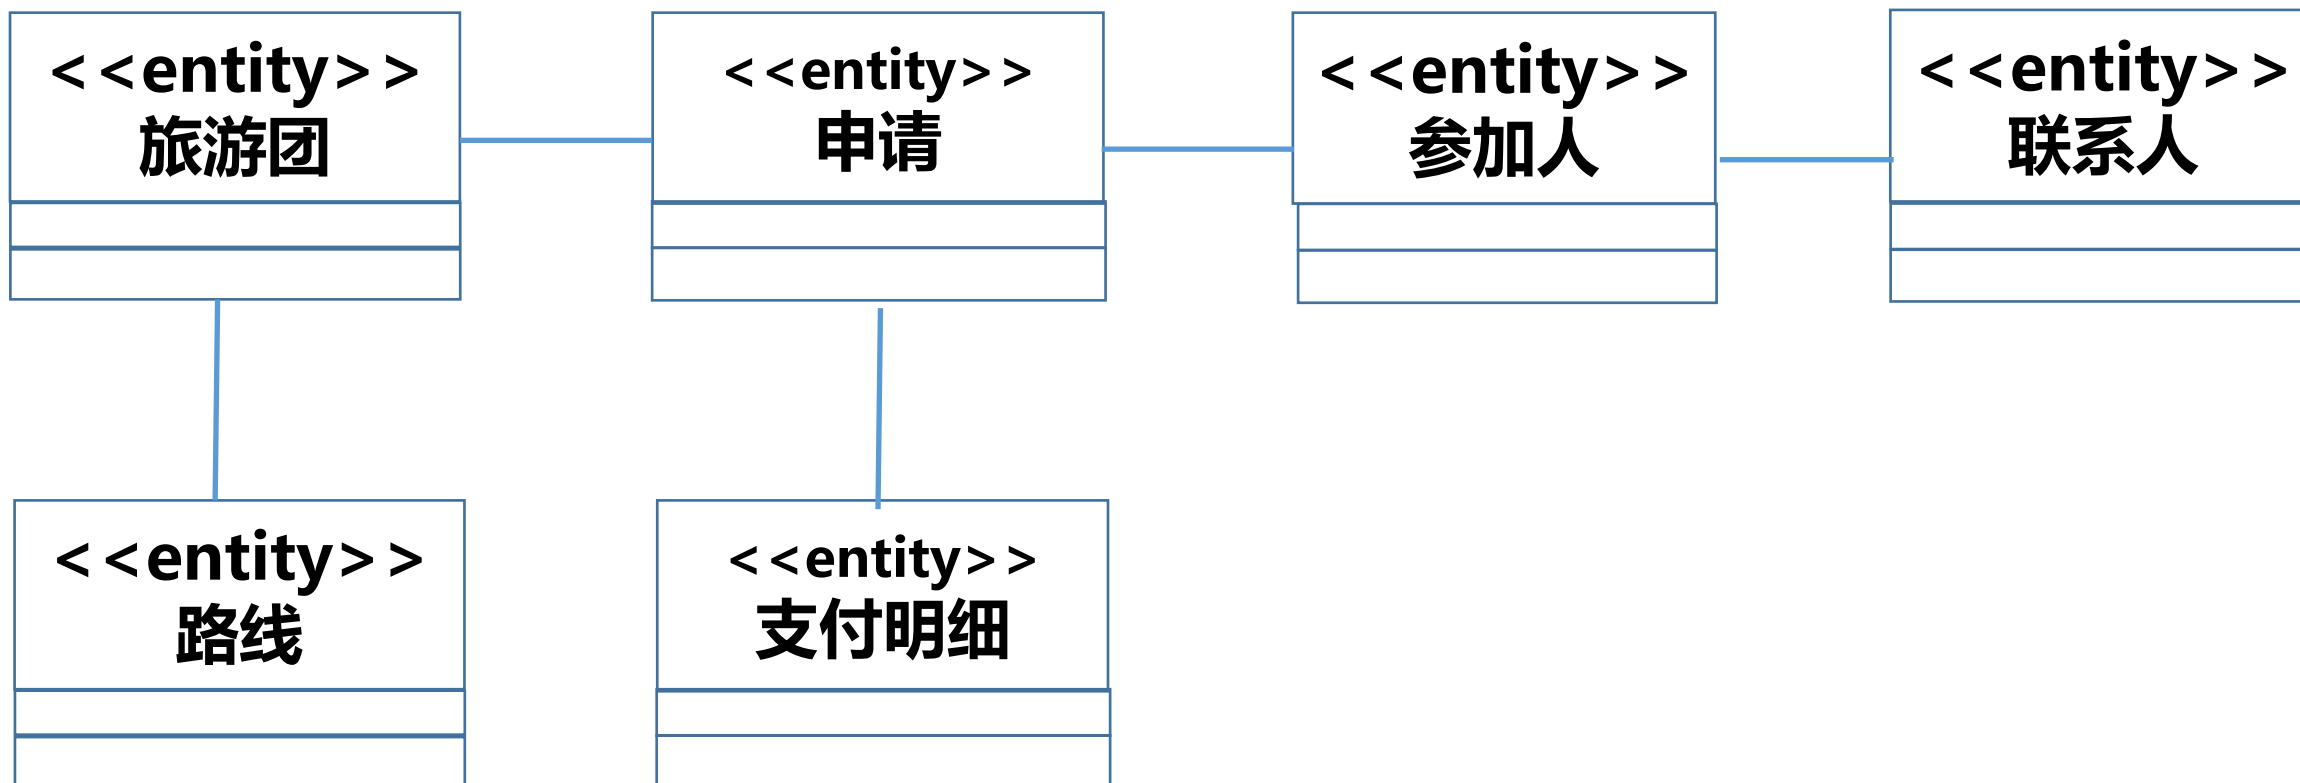 <<entity>>
旅游团
<<entity>>
申请
<<entity>>
参加人
<<entity>>
联系人
<<entity>>
路线
<<entity>>
支付明细